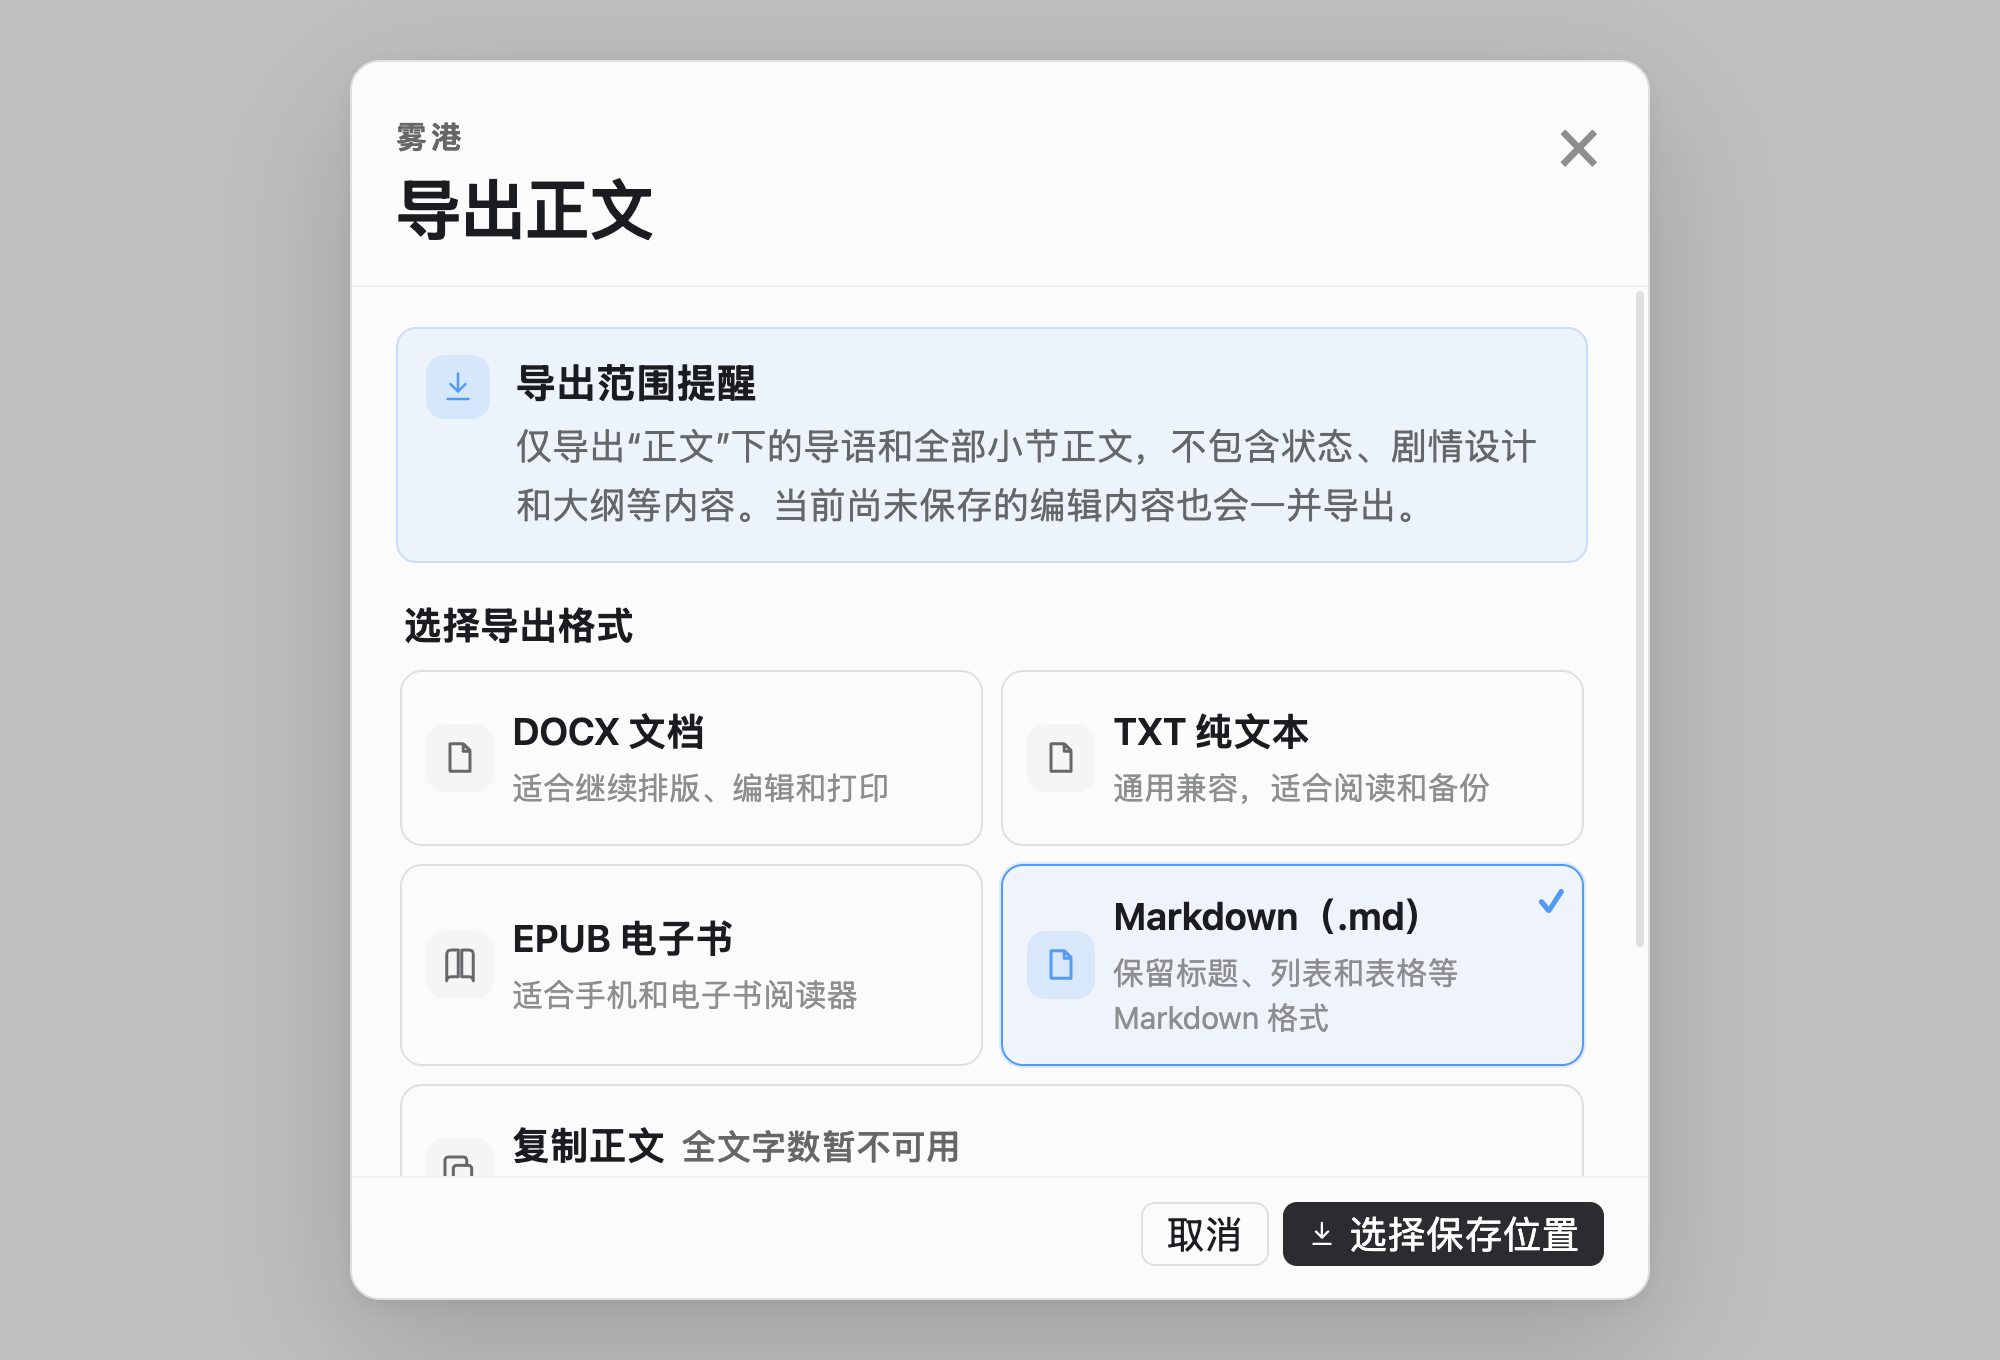 雾港
导出正文
导出范围提醒
仅导出“正文”下的导语和全部小节正文，不包含状态、剧情设计
和大纲等内容。当前尚未保存的编辑内容也会一并导出。
选择导出格式
DOCX 文档
适合继续排版、编辑和打印
TXT 纯文本
通用兼容，适合阅读和备份
EPUB 电子书
适合手机和电子书阅读器
Markdown（.md）
保留标题、列表和表格等
Markdown 格式
复制正文 全文字数暂不可用
取消
选择保存位置